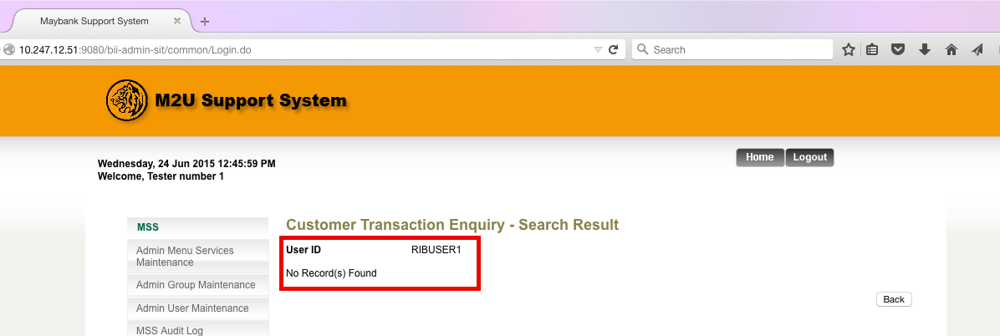 Maybank Support System
10.247.12.51:9080/bii-admin-sit/common/Login.do
Search
M2U Support System
Home Logout
Wednesday, 24 Jun 2015 12:45:59 PM
Welcome, Tester number 1
MSS
Admin Menu Services
Maintenance
Admin Group Maintenance
Admin User Maintenance
MSS Audit Log
Customer Transaction Enquiry - Search Result
User ID RIBUSER1
No Record(s) Found
Back